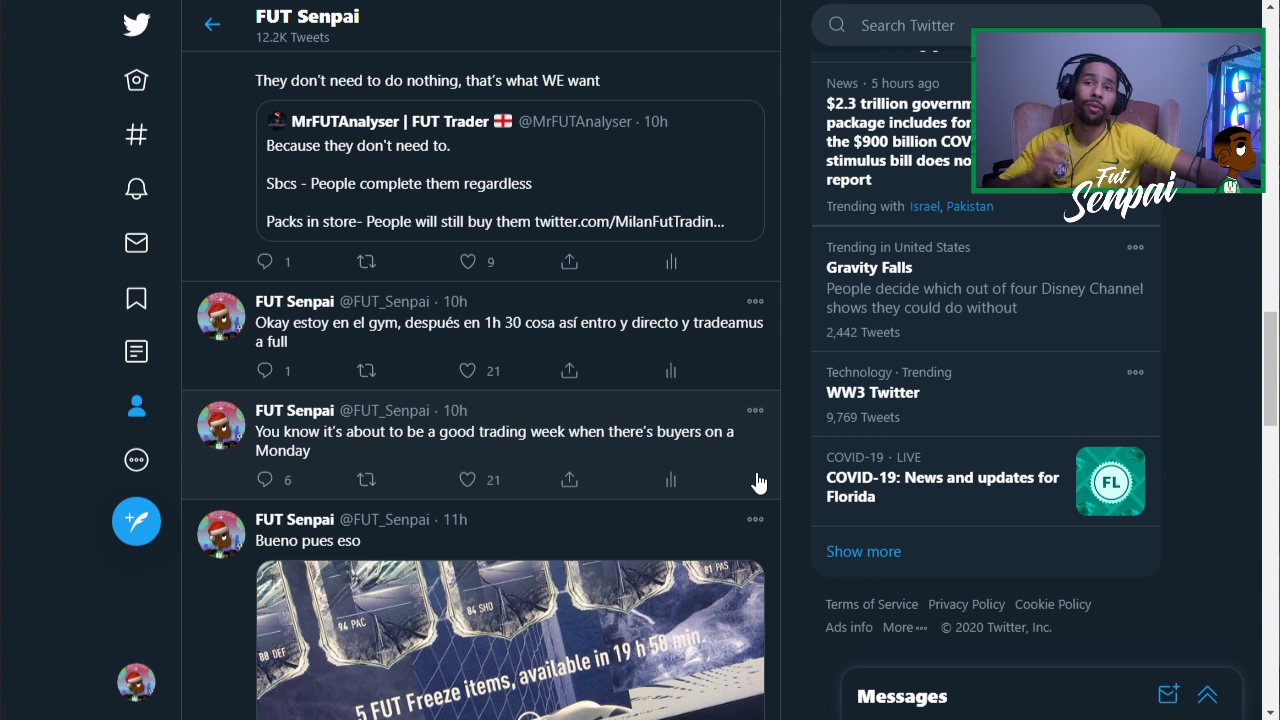 FUT Senpai
12.2K Tweets
They don't need to do nothing, that's what WE want
MrFUTAnalyser | FUT Trader @MrFUTAnalyser · 10h
Because they don't need to.
Sbcs - People complete them regardless
Packs in store- People will still buy them twitter.com/MilanFutTradin...
1
9
FUT Senpai @FUT_Senpai · 10h
Okay estoy en el gym, después en 1h 30 cosa así entro y directo y tradeamus
a full
1
21
FUT Senpai @FUT_Senpai · 10h
You know it's about to be a good trading week when there's buyers on a
Monday
6
21
FUT Senpai @FUT_Senpai · 11h
Bueno pues eso
88 DEF
94 PAC
84 SHO
81 PAS
5 FUT Freeze items, available in 19 h 58 min.
Search Twitter
News · 5 hours ago
$2.3 trillion governm
package includes for
the $900 billion COV
stimulus bill does no
report
Trending with Israel, Pakistan
Fut
Senpai
Trending in United States
Gravity Falls
People decide which out of four Disney Channel
shows they could do without
2,442 Tweets
Technology · Trending
WW3 Twitter
9,769 Tweets
COVID-19 · LIVE
COVID-19: News and updates for
Florida
FL
Show more
Terms of Service Privacy Policy Cookie Policy
Ads info More © 2020 Twitter, Inc.
Messages